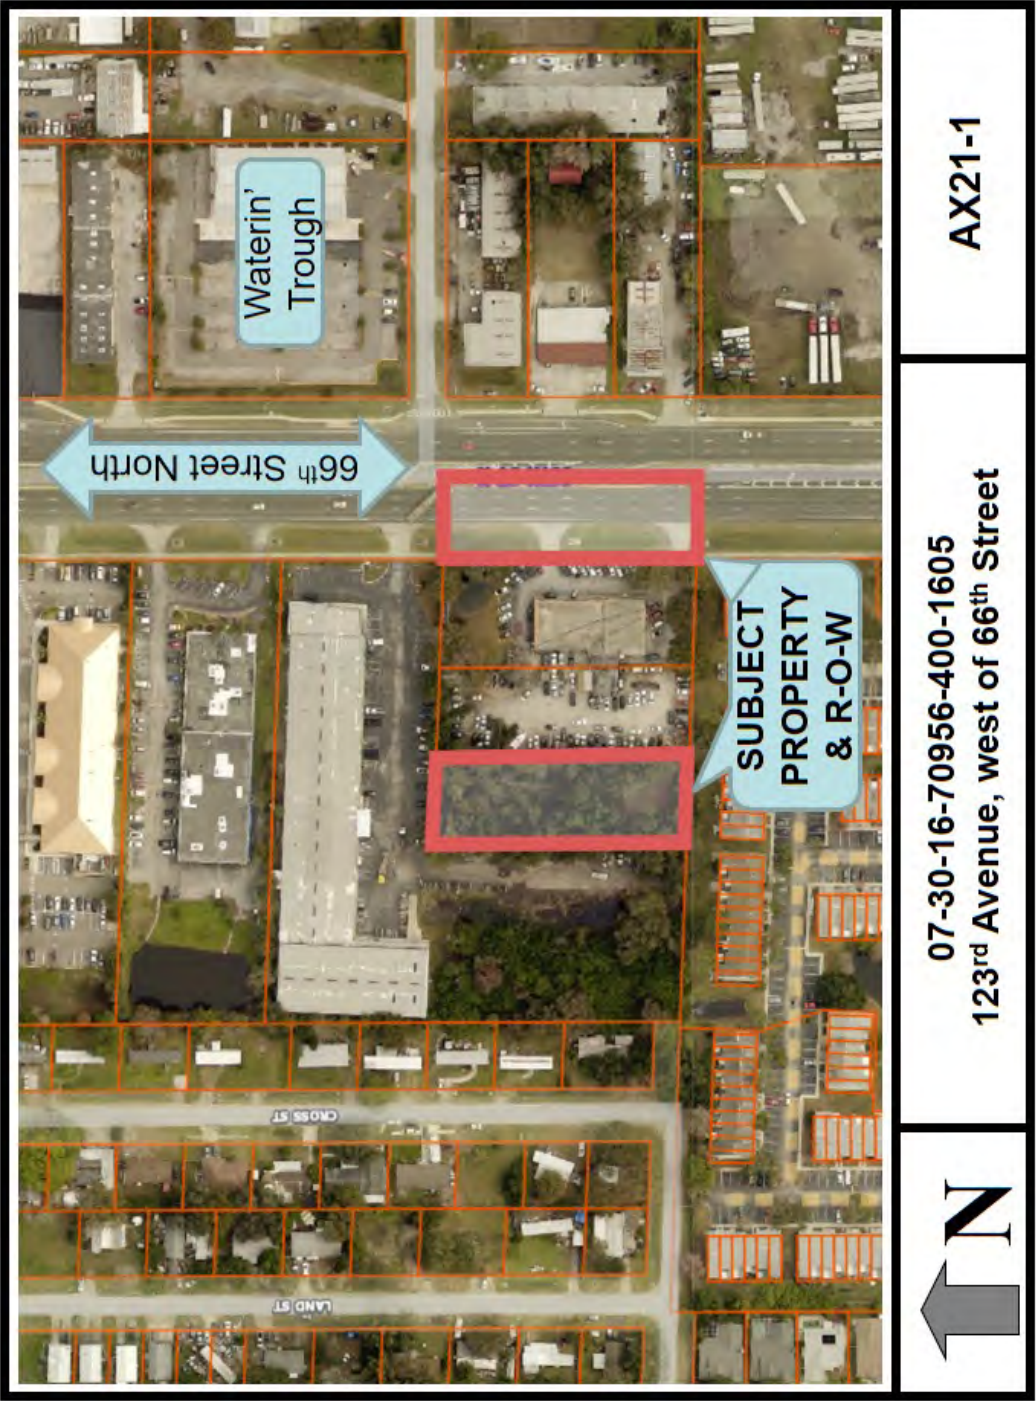 Waterin'
Trough
66th Street North
SUBJECT
PROPERTY
& R-O-W
CROSS ST
LAND ST
N
07-30-16-70956-400-1605
123rd Avenue, west of 66th Street
AX21-1